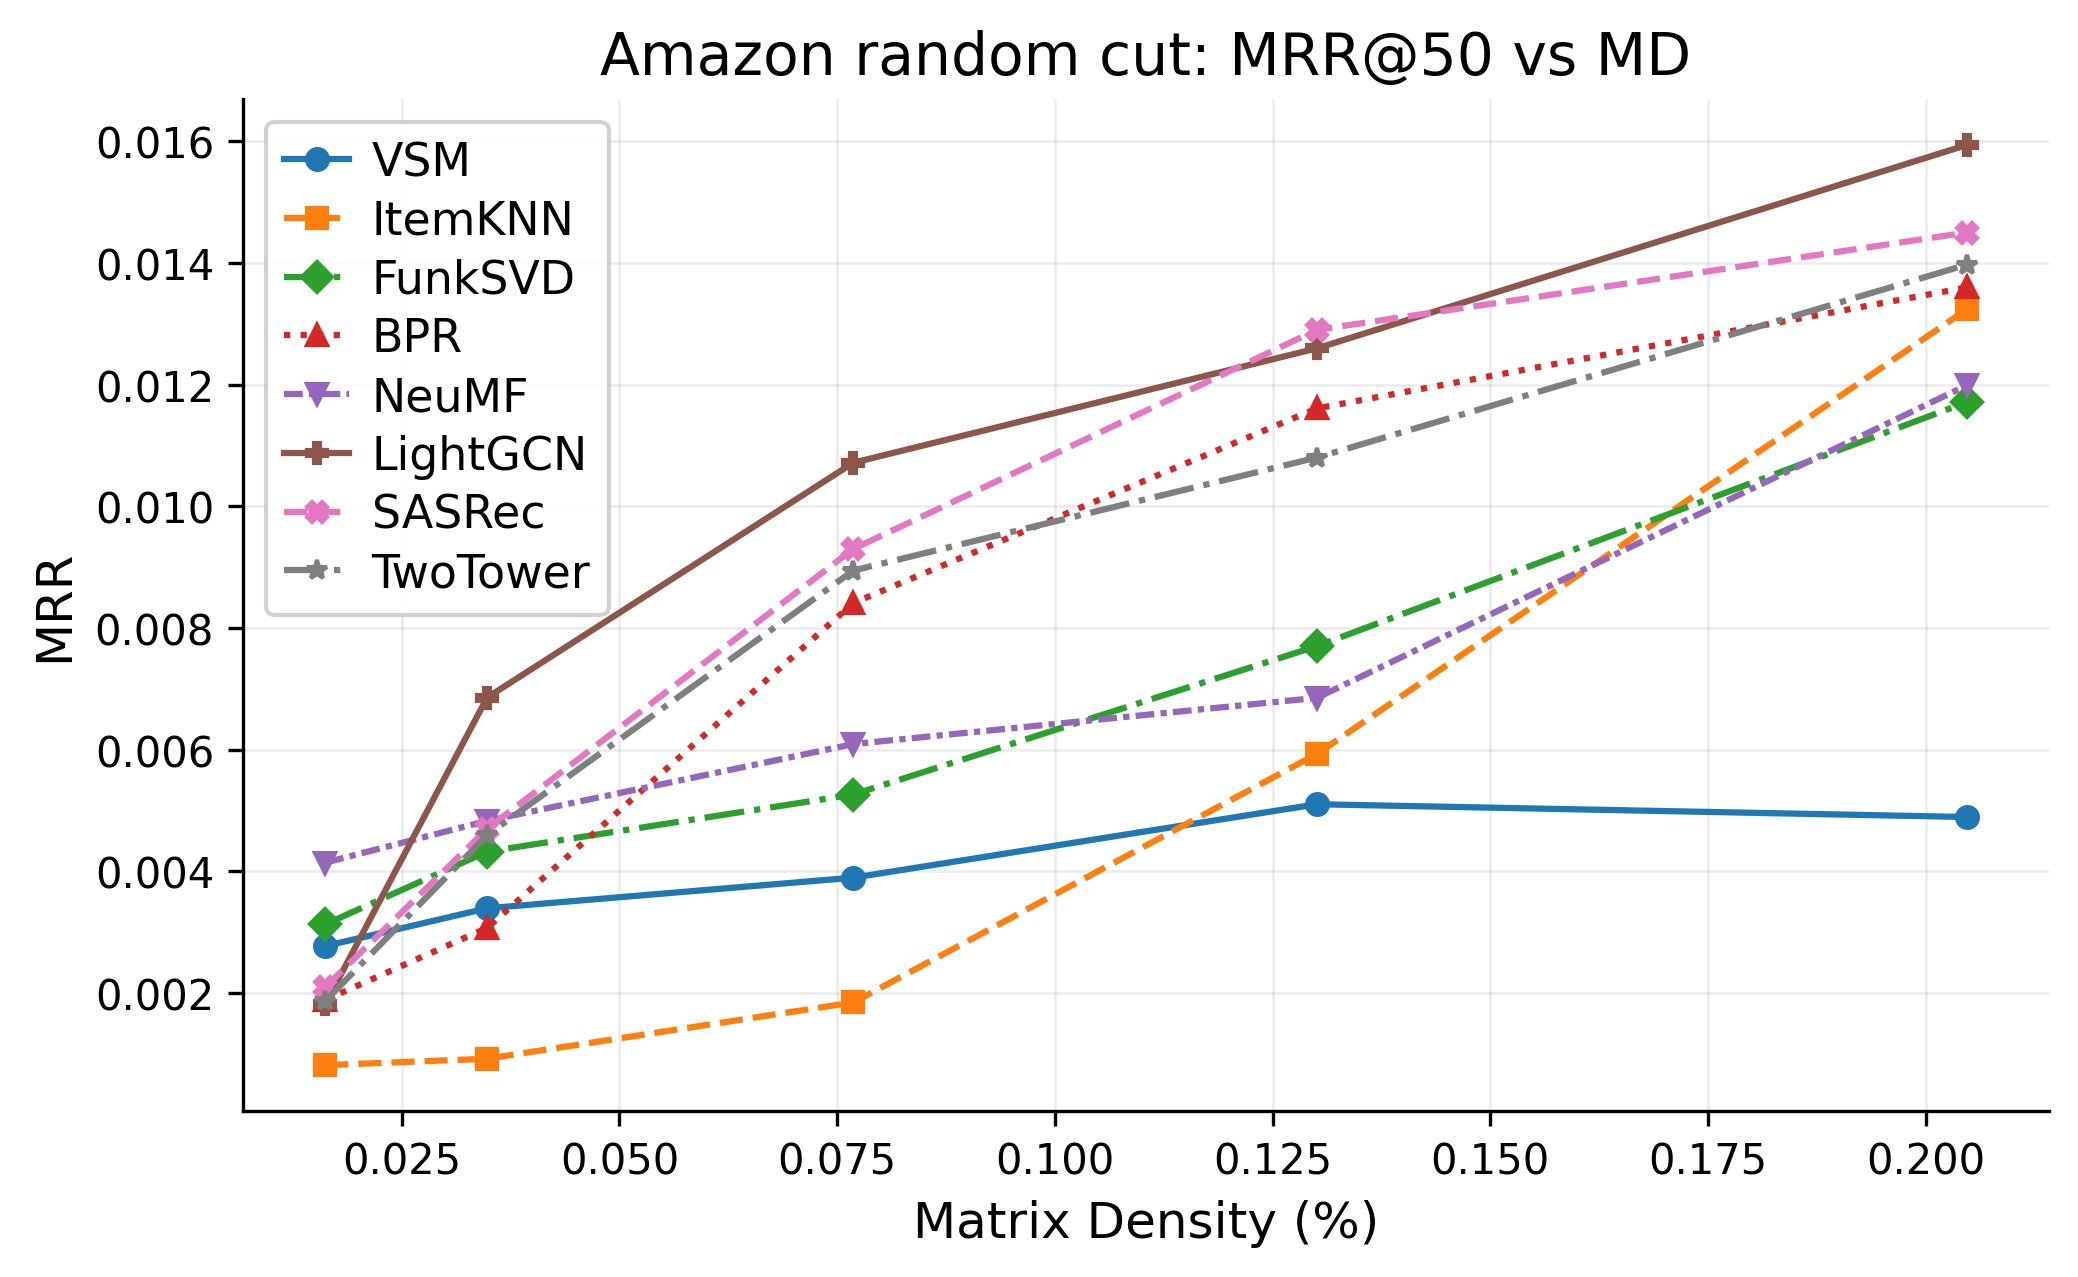 Amazon random cut: MRR@50 vs MD
0.016
0.014
0.012
0.010
0.008
0.006
0.004
0.002
MRR
VSM
ItemKNN
FunkSVD
BPR
NeuMF
LightGCN
SASRec
TwoTower
0.025 0.050 0.075 0.100 0.125 0.150 0.175 0.200
Matrix Density (%)